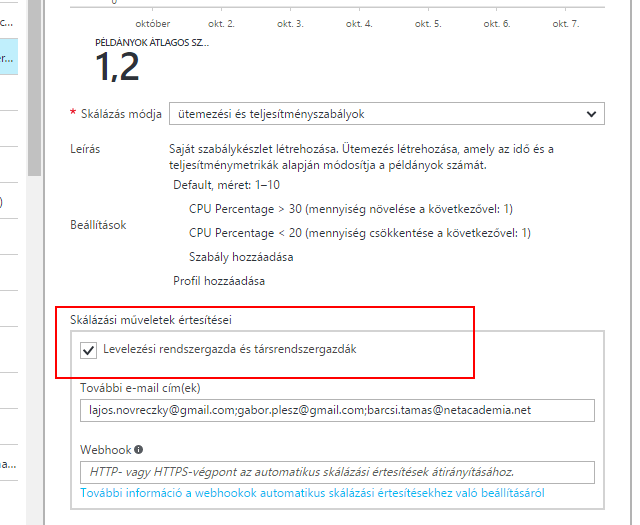 0
október okt. 2. okt. 3. okt. 4. okt. 5. okt. 6. okt. 7.
PÉLDÁNYOK ÁTLAGOS SZ...
1,2
* Skálázás módja ütemezési és teljesítményszabályok
Leírás Saját szabálykészlet létrehozása. Ütemezés létrehozása, amely az idő és a
teljesítménymetrikák alapján módosítja a példányok számát.
Default, méret: 1–10
CPU Percentage > 30 (mennyiség növelése a következővel: 1)
Beállítások
CPU Percentage < 20 (mennyiség csökkentése a következővel: 1)
Szabály hozzáadása
Profil hozzáadása
Skálázási műveletek értesítései
Levelezési rendszergazda és társrendszergazdák
További e-mail cím(ek)
lajos.novreczky@gmail.com;gabor.plesz@gmail.com;barcsi.tamas@netacademia.net
Webhook
HTTP- vagy HTTPS-végpont az automatikus skálázási értesítések átirányításához.
További információ a webhookok automatikus skálázási értesítésekhez való beállításáról
c...
er...
)
a...